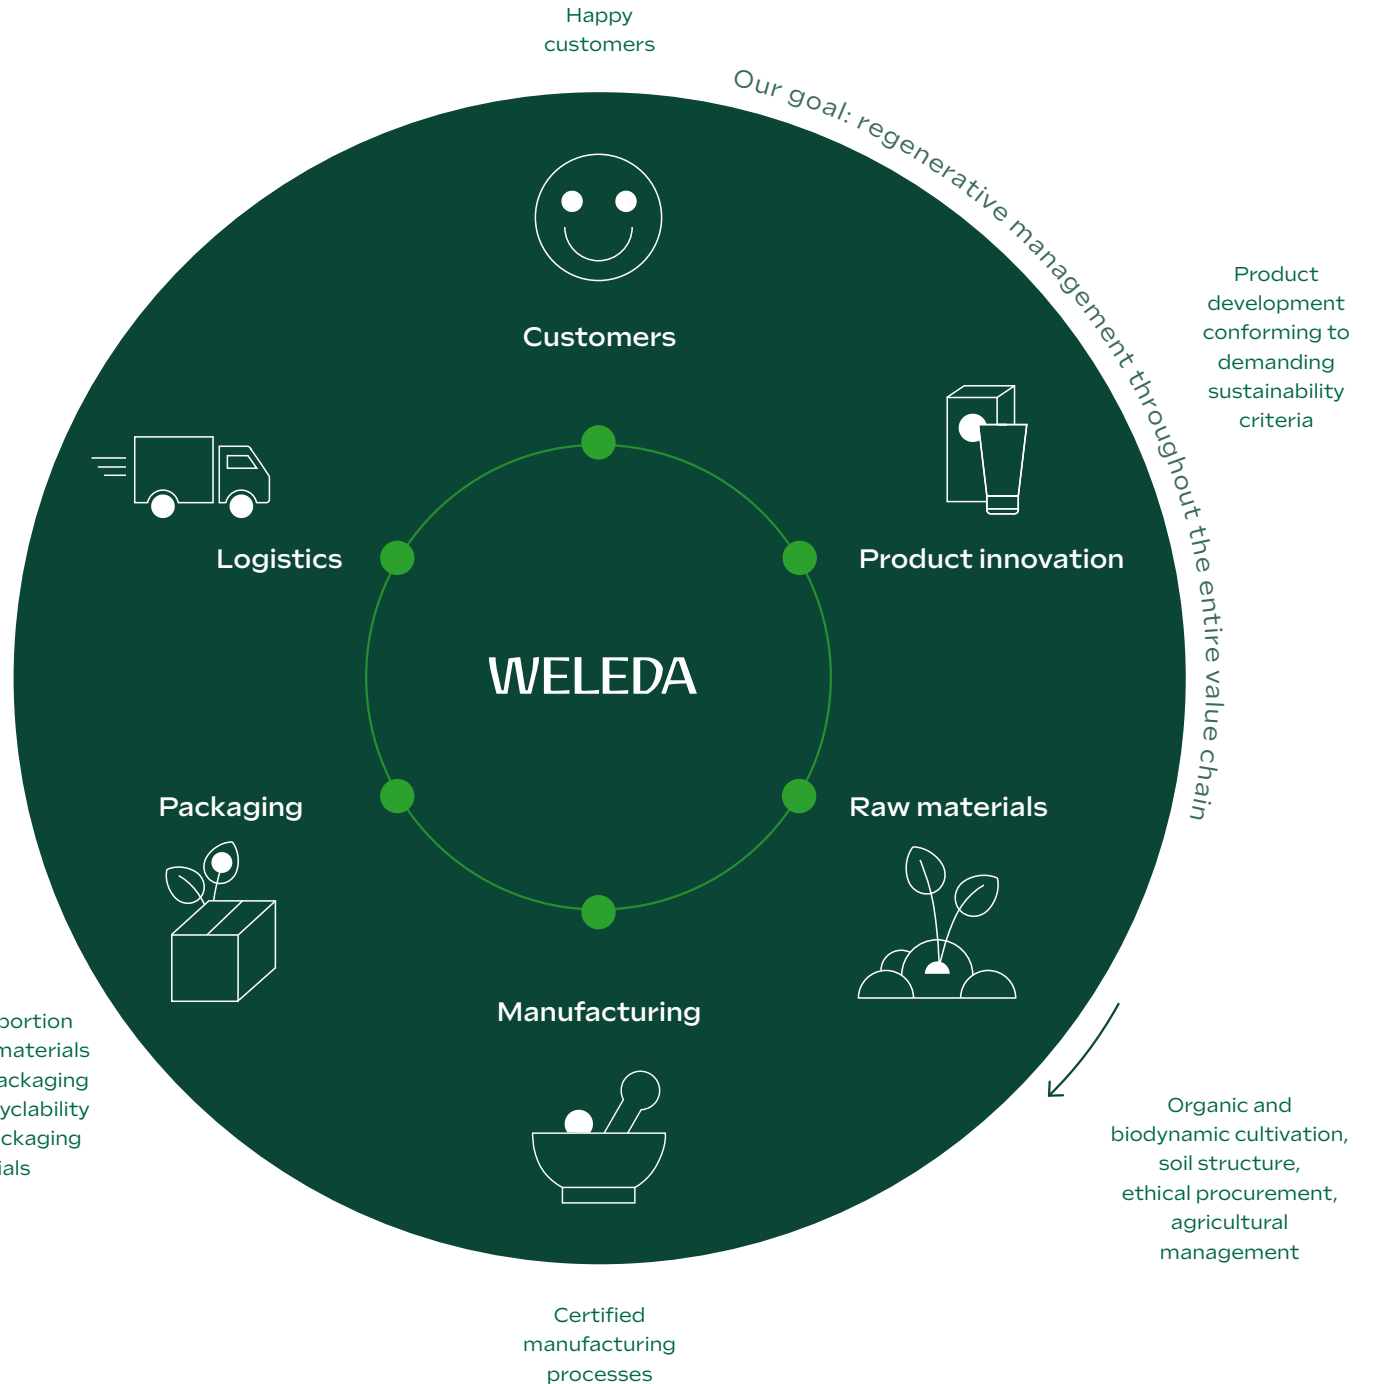 Happy
customers
Our goal: regenerative management throughout the entire value chain
Customers
Product
development
conforming to
demanding
sustainability
criteria
Logistics
Product innovation
WELEDA
Packaging
Raw materials
Manufacturing
materials
Organic and
biodynamic cultivation,
soil structure,
ethical procurement,
agricultural
management
Certified
manufacturing
processes